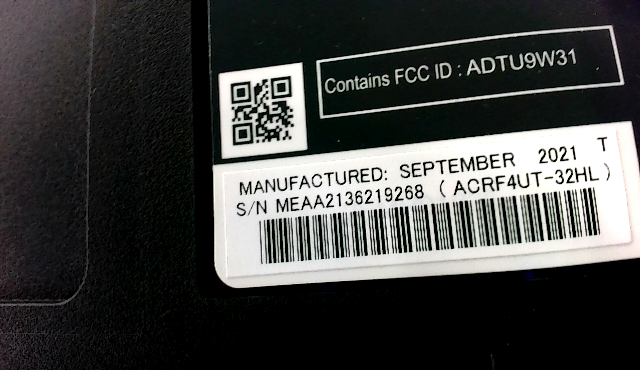 Contains FCC ID : ADTU9W31
MANUFACTURED: SEPTEMBER 2021 T
S/N MEAA2136219268 ( ACRF4UT-32HL )